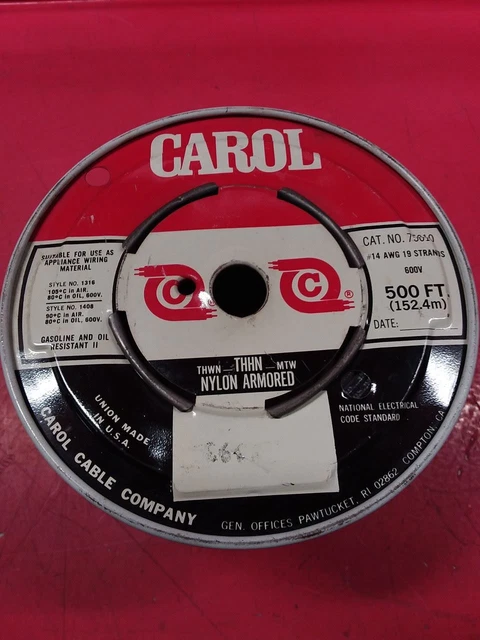 CAROL
SUITABLE FOR USE AS
APPLIANCE WIRING
MATERIAL
STYLE NO. 1316
105°C in AIR.
80°C in OIL, 600V.
STYLE NO. 1408
90°C in AIR.
80°C in OIL, 600V.
GASOLINE AND OIL
RESISTANT II
C
C
®
CAT. NO.
#14 AWG 19 STRANDS
600V
500 FT.
(152.4m)
DATE:
THWN — THHN — MTW
NYLON ARMORED
UNION MADE
IN U.S.A.
NATIONAL ELECTRICAL
CODE STANDARD
CAROL CABLE COMPANY
GEN. OFFICES PAWTUCKET, RI 02862 COMPTON, CA